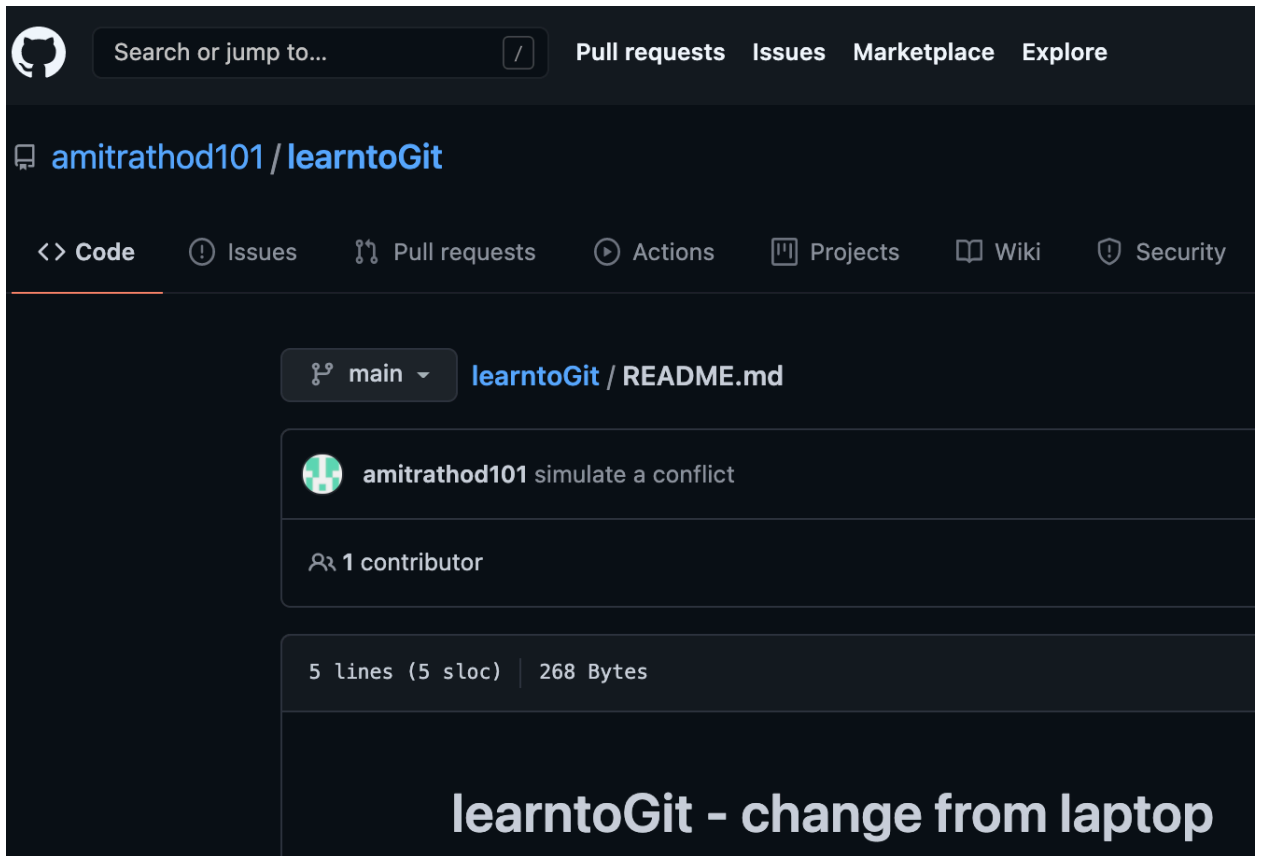 Search or jump to... / Pull requests Issues Marketplace Explore
amitrathod101 / learntoGit
<> Code Issues Pull requests Actions Projects Wiki Security
main learntoGit / README.md
amitrathod101 simulate a conflict
1 contributor
5 lines (5 sloc) 268 Bytes
learntoGit - change from laptop